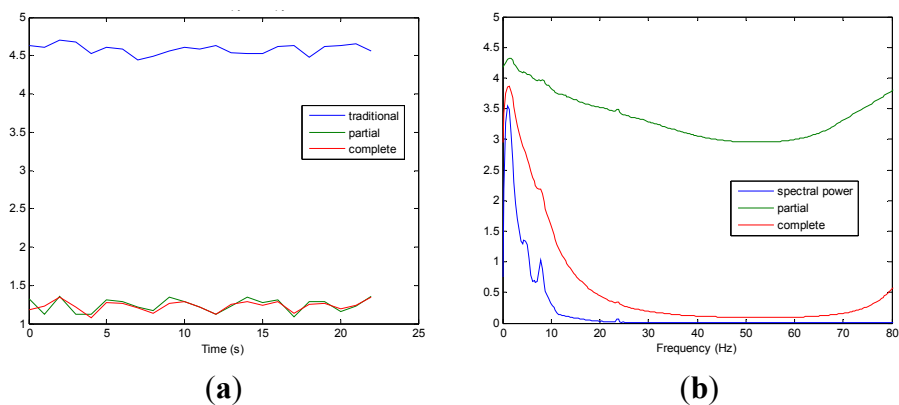 5
4.5
4
3.5
3
2.5
2
1.5
1
0 5 10 15 20 25
Time (s)
traditional
partial
complete
(a)
5
4.5
4
3.5
3
2.5
2
1.5
1
0.5
0
0 10 20 30 40 50 60 70 80
Frequency (Hz)
spectral power
partial
complete
(b)